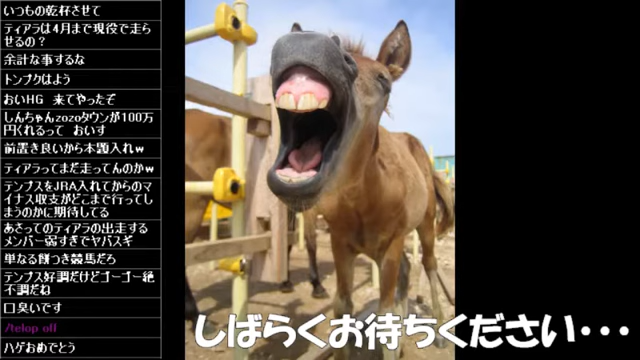 いつもの乾杯させて
ティアラは4月まで現役で走ら
せるの？
余計な事するな
トンプクはよう
おいHG　来てやったぞ
しんちゃんzozoタウンが100万
円くれるって　おいす
前置き良いから本題入れｗ
ティアラってまだ走ってんのかｗ
テンプスをJRA入れてからのマ
イナス収支がどこまで行ってし
まうのかに期待してる
あさってのティアラの出走する
メンバー弱すぎでヤバスギ
単なる餌つき競馬だろ
テンプス好調だけどゴーゴー絶
不調だね
口臭いです
/telop off
ハゲおめでとう
しばらくお待ちください・・・